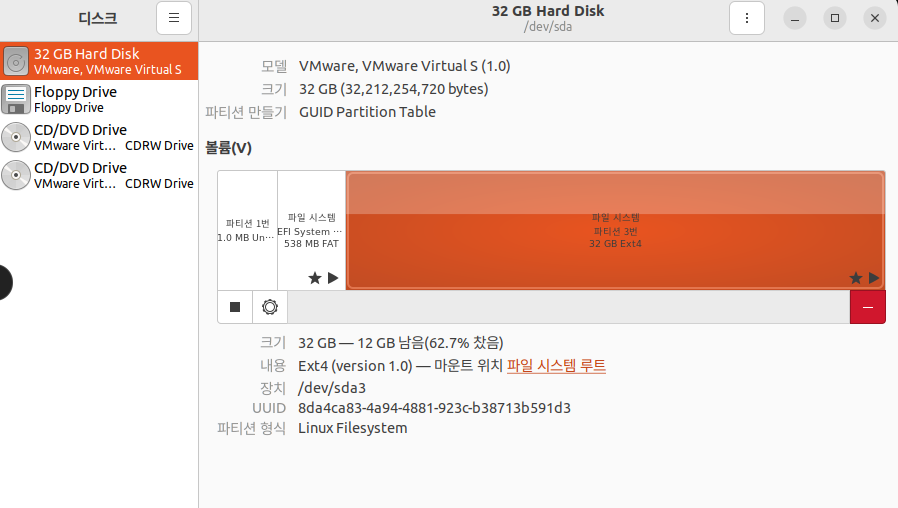 디스크
32 GB Hard Disk
/dev/sda
32 GB Hard Disk
VMware, VMware Virtual S
Floppy Drive
Floppy Drive
CD/DVD Drive
VMware Virt… CDRW Drive
CD/DVD Drive
VMware Virt… CDRW Drive
모델 VMware, VMware Virtual S (1.0)
크기 32 GB (32,212,254,720 bytes)
파티션 만들기 GUID Partition Table
볼륨(V)
파티션 1번
1.0 MB Un…
파일 시스템
EFI System …
538 MB FAT
파일 시스템
파티션 3번
32 GB Ext4
크기 32 GB — 12 GB 남음(62.7% 찼음)
내용 Ext4 (version 1.0) — 마운트 위치 파일 시스템 루트
장치 /dev/sda3
UUID 8da4ca83-4a94-4881-923c-b38713b591d3
파티션 형식 Linux Filesystem